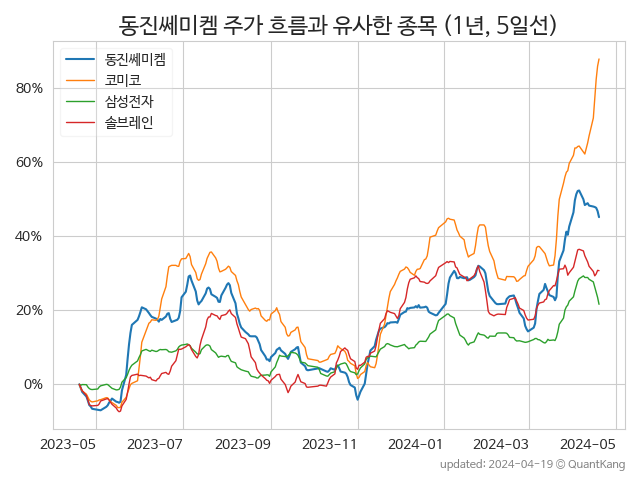 동진쎄미켐 주가 흐름과 유사한 종목 (1년, 5일선)
동진쎄미켐
코미코
삼성전자
솔브레인
80%
60%
40%
20%
0%
2023-05 2023-07 2023-09 2023-11 2024-01 2024-03 2024-05
updated: 2024-04-19 © QuantKang